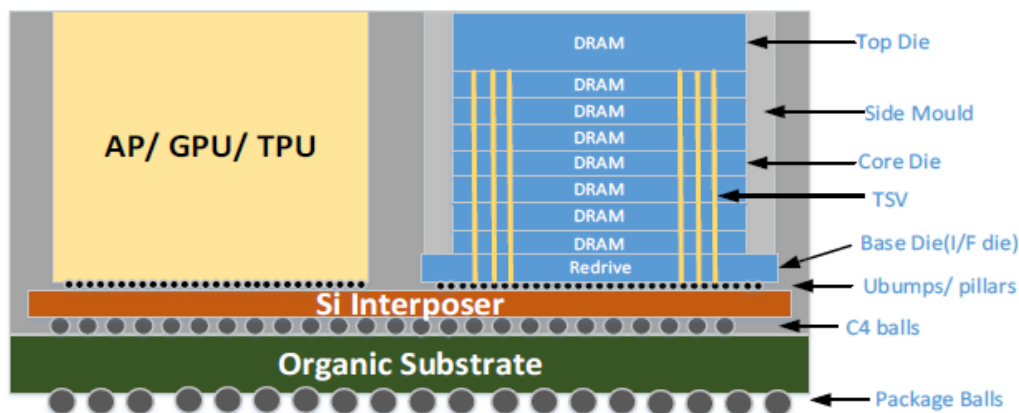 DRAM
Top Die
DRAM
DRAM
Side Mould
AP/ GPU/ TPU
DRAM
DRAM
Core Die
DRAM
TSV
DRAM
DRAM
Base Die(I/F die)
Redrive
Ubumps/ pillars
Si Interposer
C4 balls
Organic Substrate
Package Balls